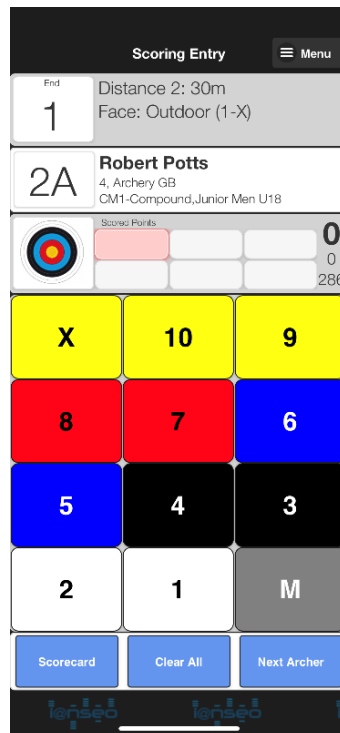 Scoring Entry
Menu
End
1
Distance 2: 30m
Face: Outdoor (1-X)
2A
Robert Potts
4, Archery GB
CM1-Compound,Junior Men U18
Scored Points
0
0
286
X 10 9
8 7 6
5 4 3
2 1 M
Scorecard Clear All Next Archer
i@nseo i@nseo